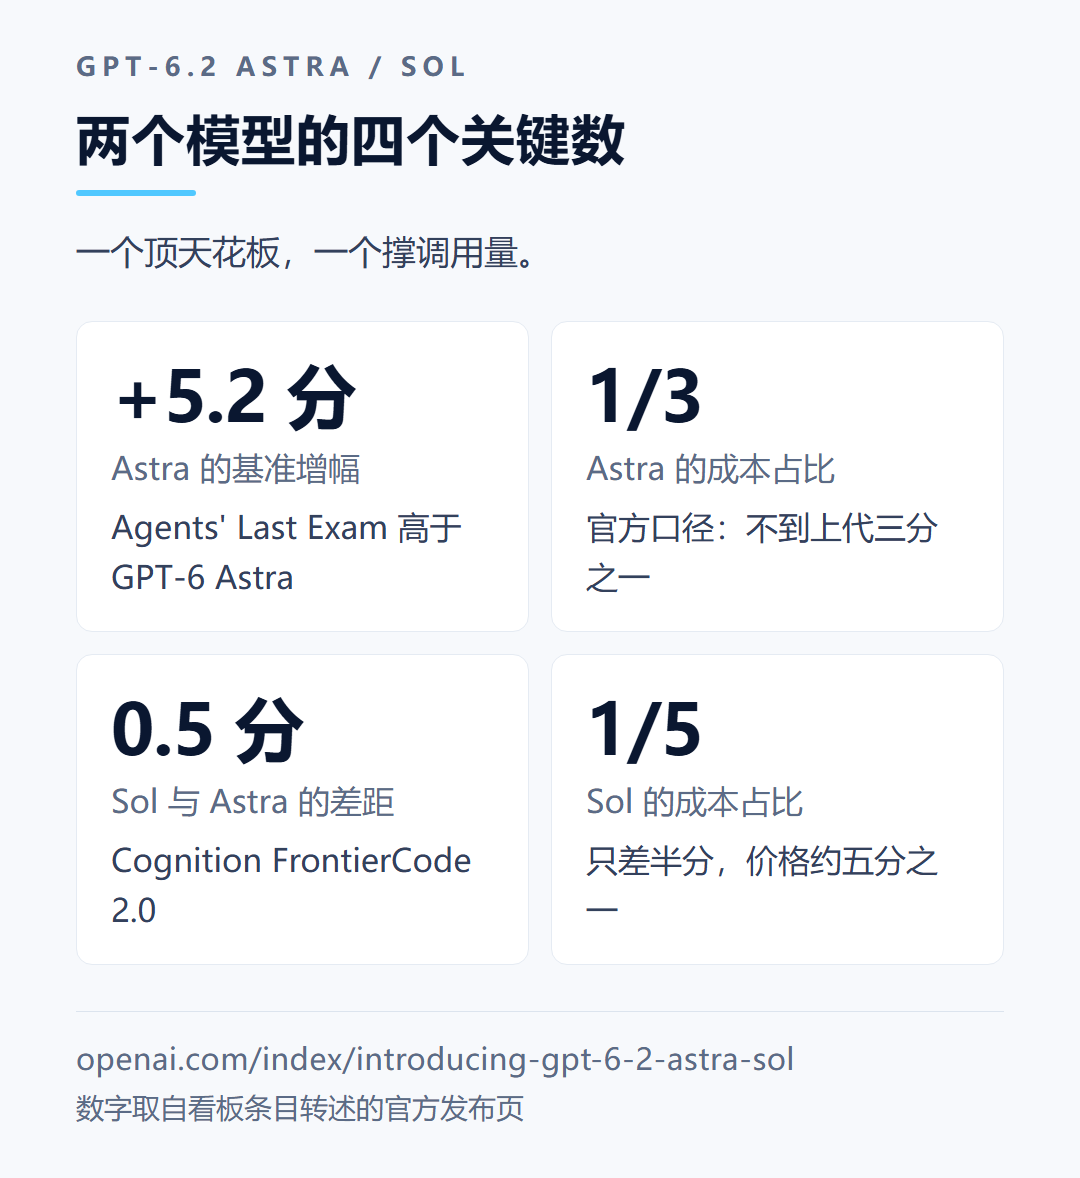 GPT-6.2 ASTRA / SOL
两个模型的四个关键数
一个顶天花板，一个撑调用量。
+5.2 分
Astra 的基准增幅
Agents' Last Exam 高于
GPT-6 Astra
1/3
Astra 的成本占比
官方口径：不到上代三分
之一
0.5 分
Sol 与 Astra 的差距
Cognition FrontierCode
2.0
1/5
Sol 的成本占比
只差半分，价格约五分之
一
openai.com/index/introducing-gpt-6-2-astra-sol
数字取自看板条目转述的官方发布页